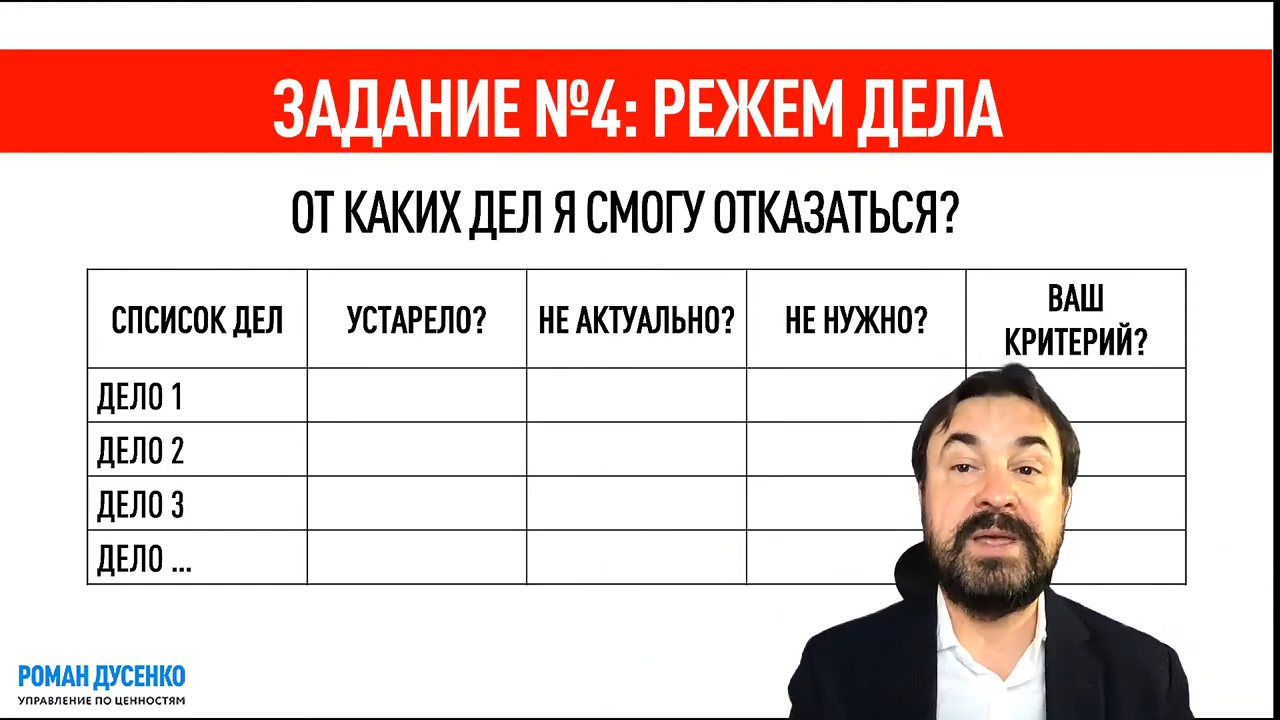 ЗАДАНИЕ №4: РЕЖЕМ ДЕЛА
ОТ КАКИХ ДЕЛ Я СМОГУ ОТКАЗАТЬСЯ?
СПСИСОК ДЕЛ
УСТАРЕЛО?
НЕ АКТУАЛЬНО?
НЕ НУЖНО?
ВАШ
КРИТЕРИЙ?
ДЕЛО 1
ДЕЛО 2
ДЕЛО 3
ДЕЛО ...
РОМАН ДУСЕНКО
УПРАВЛЕНИЕ ПО ЦЕННОСТЯМ